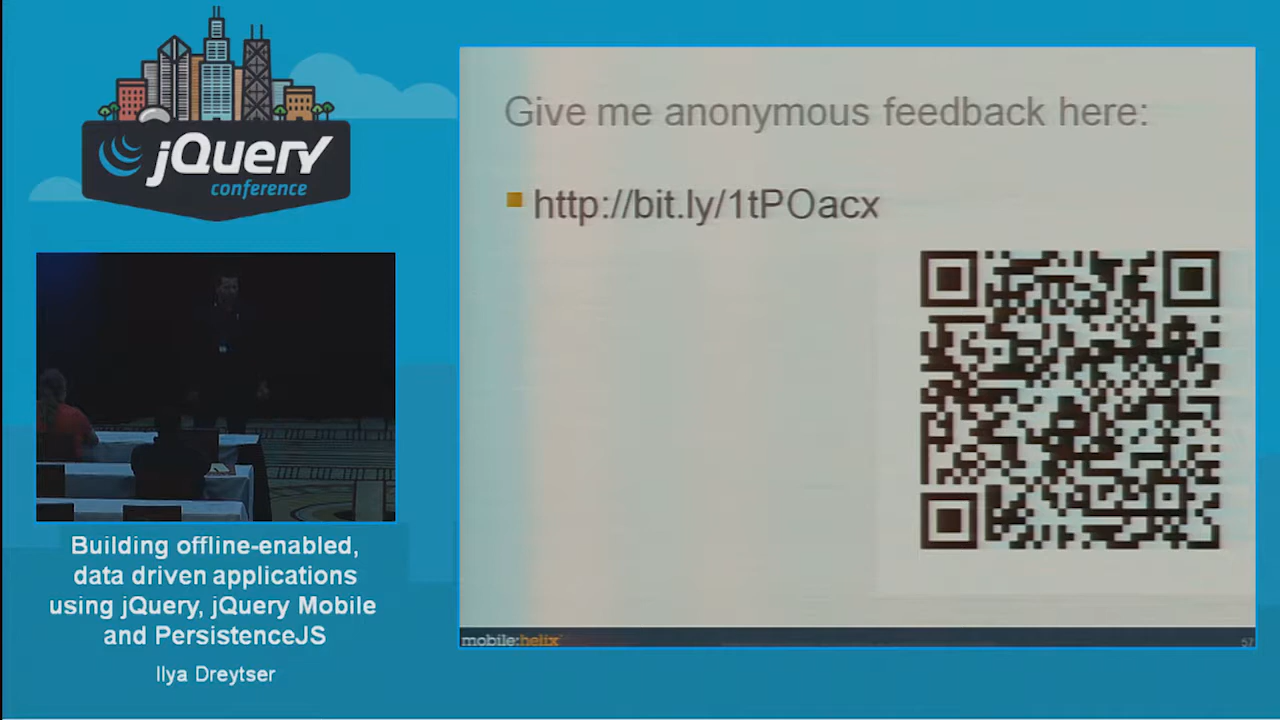 jQuery
conference
Give me anonymous feedback here:
http://bit.ly/1tPOacx
Building offline-enabled,
data driven applications
using jQuery, jQuery Mobile
and PersistenceJS
Ilya Dreytser
mobile:helix
57